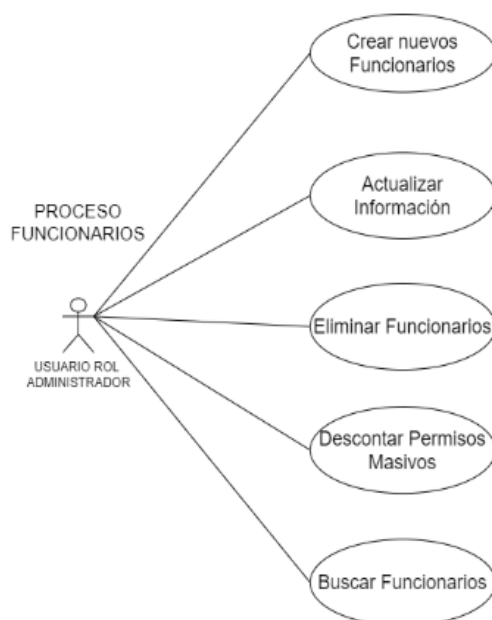 Crear nuevos
Funcionarios
Actualizar
Información
PROCESO
FUNCIONARIOS
Eliminar Funcionarios
USUARIO ROL
ADMINISTRADOR
Descontar Permisos
Masivos
Buscar Funcionarios